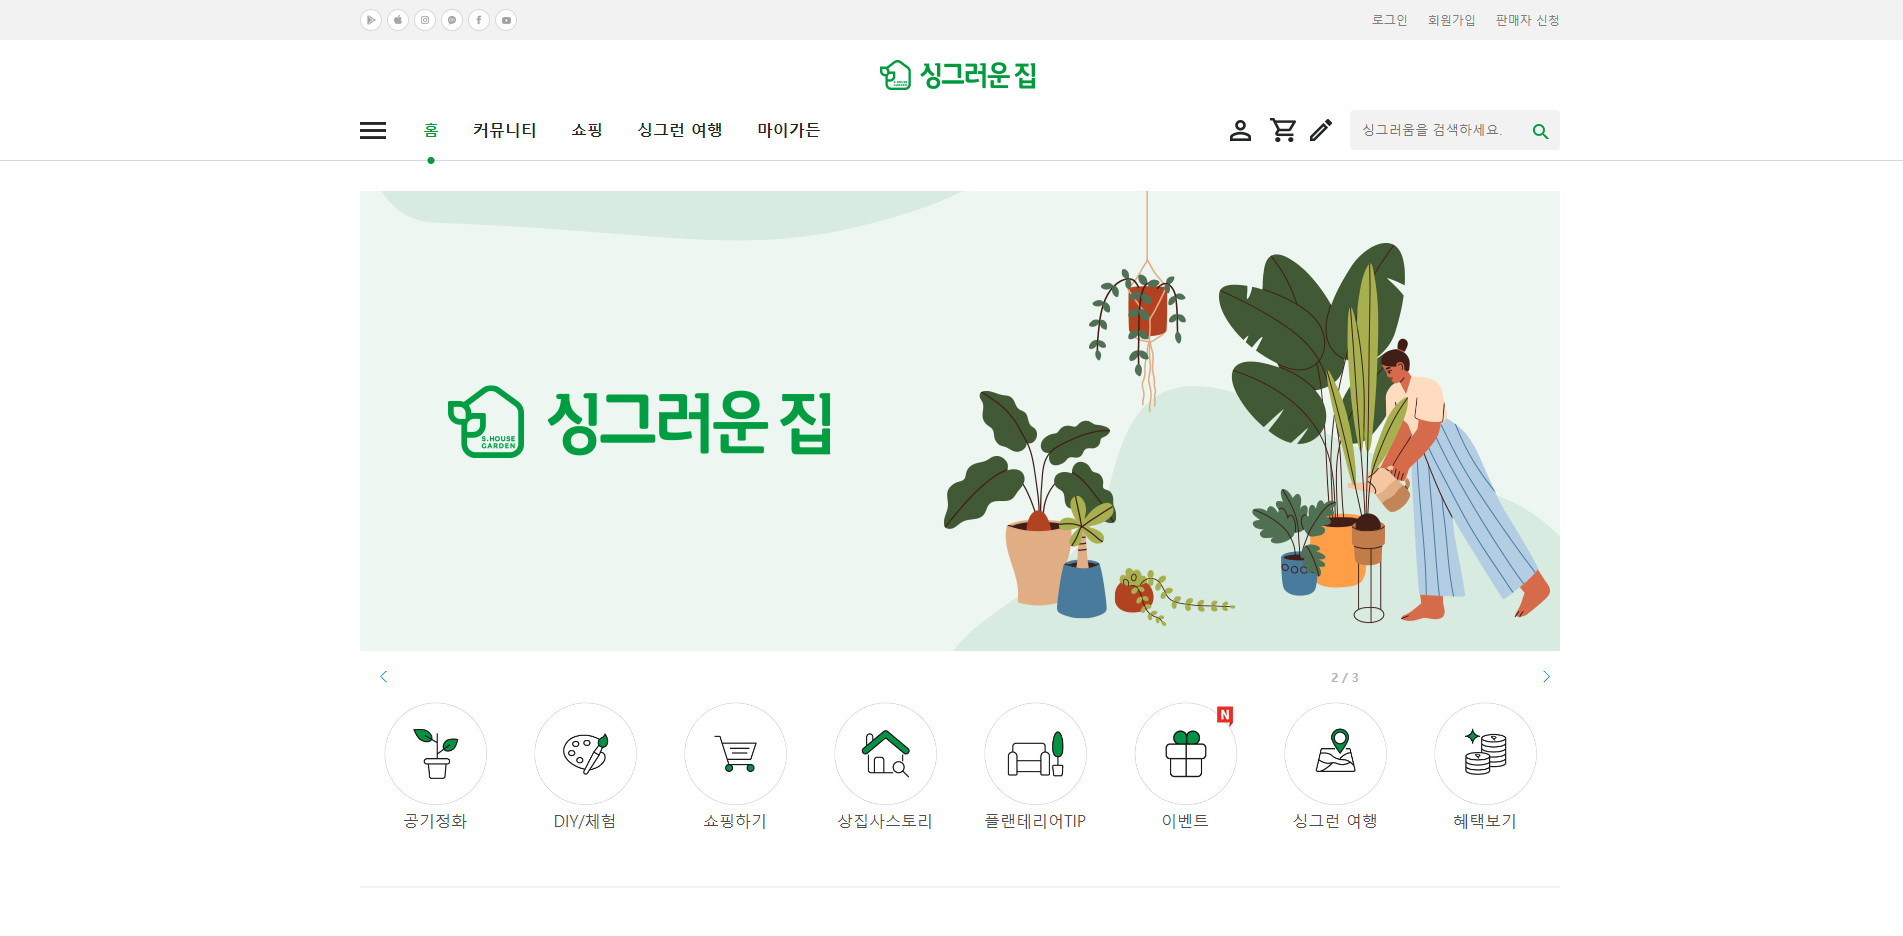 로그인 회원가입 판매자 신청
S.HOUSE
GARDEN
싱그러운 집
홈 커뮤니티 쇼핑 싱그런 여행 마이가든
싱그러움을 검색하세요.
S.HOUSE
GARDEN
싱그러운 집
2 / 3
N
공기정화 DIY/체험 쇼핑하기 상집사스토리 플랜테리어TIP 이벤트 싱그런 여행 혜택보기